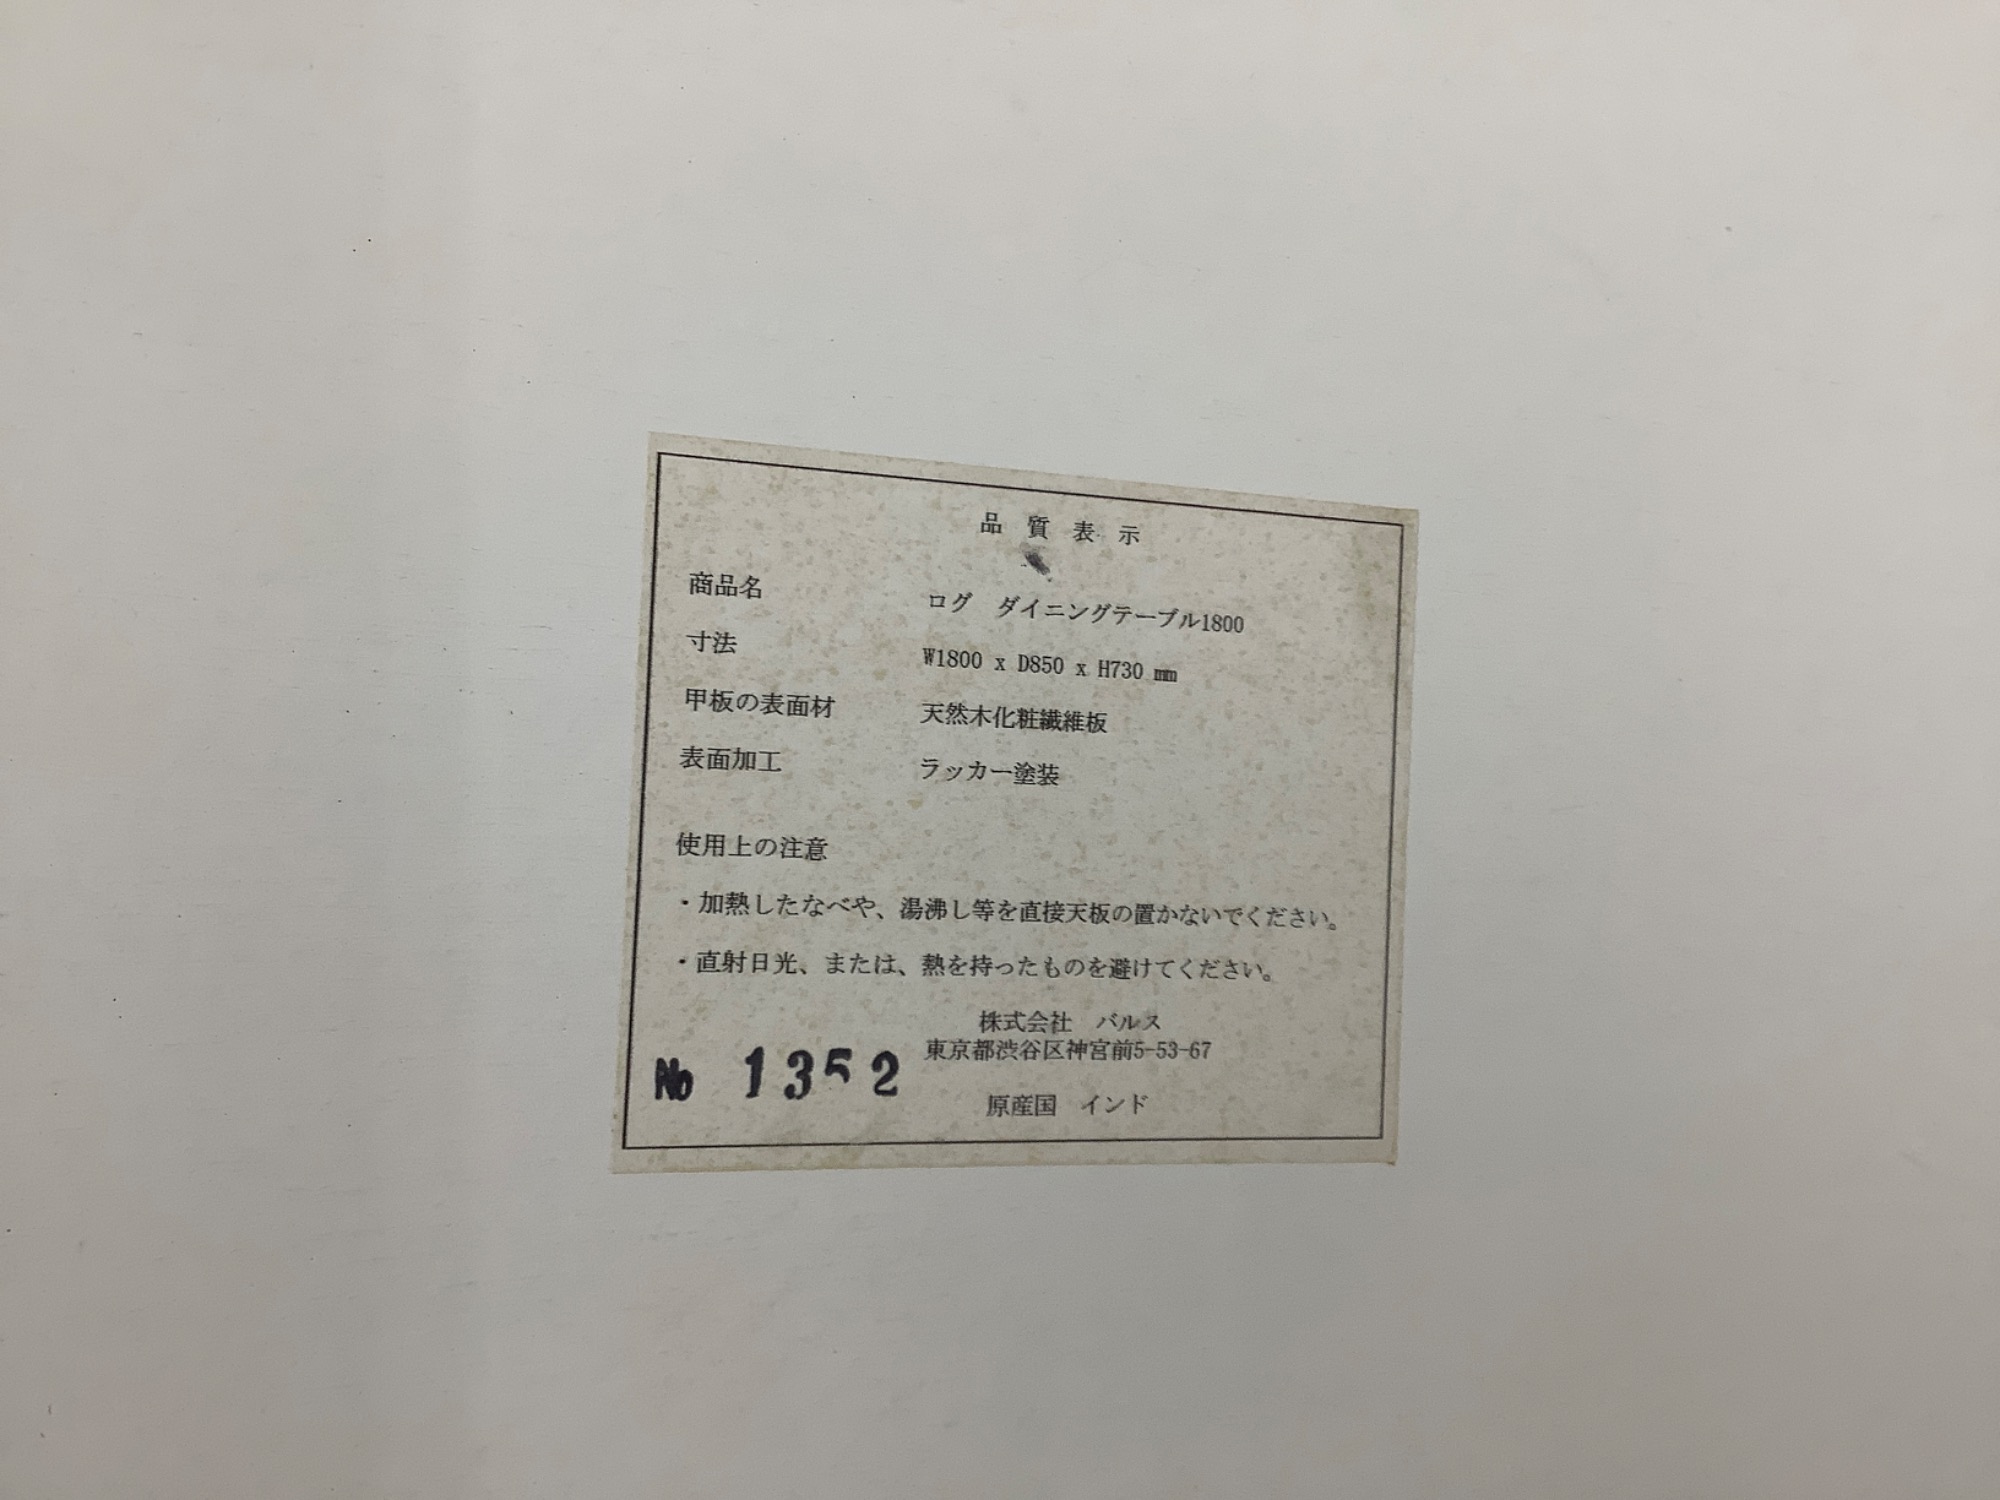 品質表示
商品名 ログ ダイニングテーブル1800
寸法 W1800 x D850 x H730 mm
甲板の表面材 天然木化粧繊維板
表面加工 ラッカー塗装
使用上の注意
・加熱したなべや、湯沸し等を直接天板の置かないでください。
・直射日光、または、熱を持ったものを避けてください。
株式会社 バルス
東京都渋谷区神宮前5-53-67
No 1352
原産国 インド